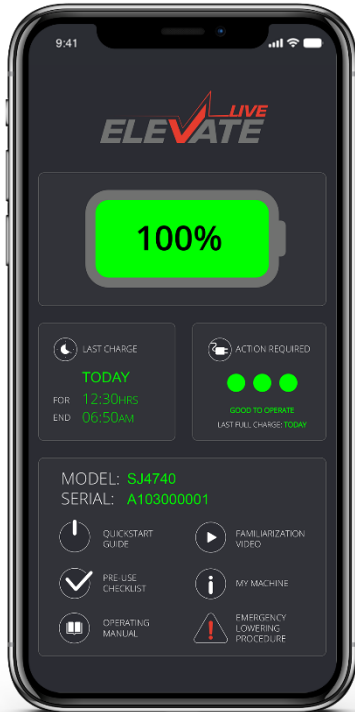 9:41
LIVE
ELEVATE
100%
LAST CHARGE
TODAY
FOR 12:30HRS
END 06:50AM
ACTION REQUIRED
GOOD TO OPERATE
LAST FULL CHARGE: TODAY
MODEL: SJ4740
SERIAL: A103000001
QUICKSTART
GUIDE
FAMILIARIZATION
VIDEO
PRE-USE
CHECKLIST
MY MACHINE
OPERATING
MANUAL
EMERGENCY
LOWERING
PROCEDURE